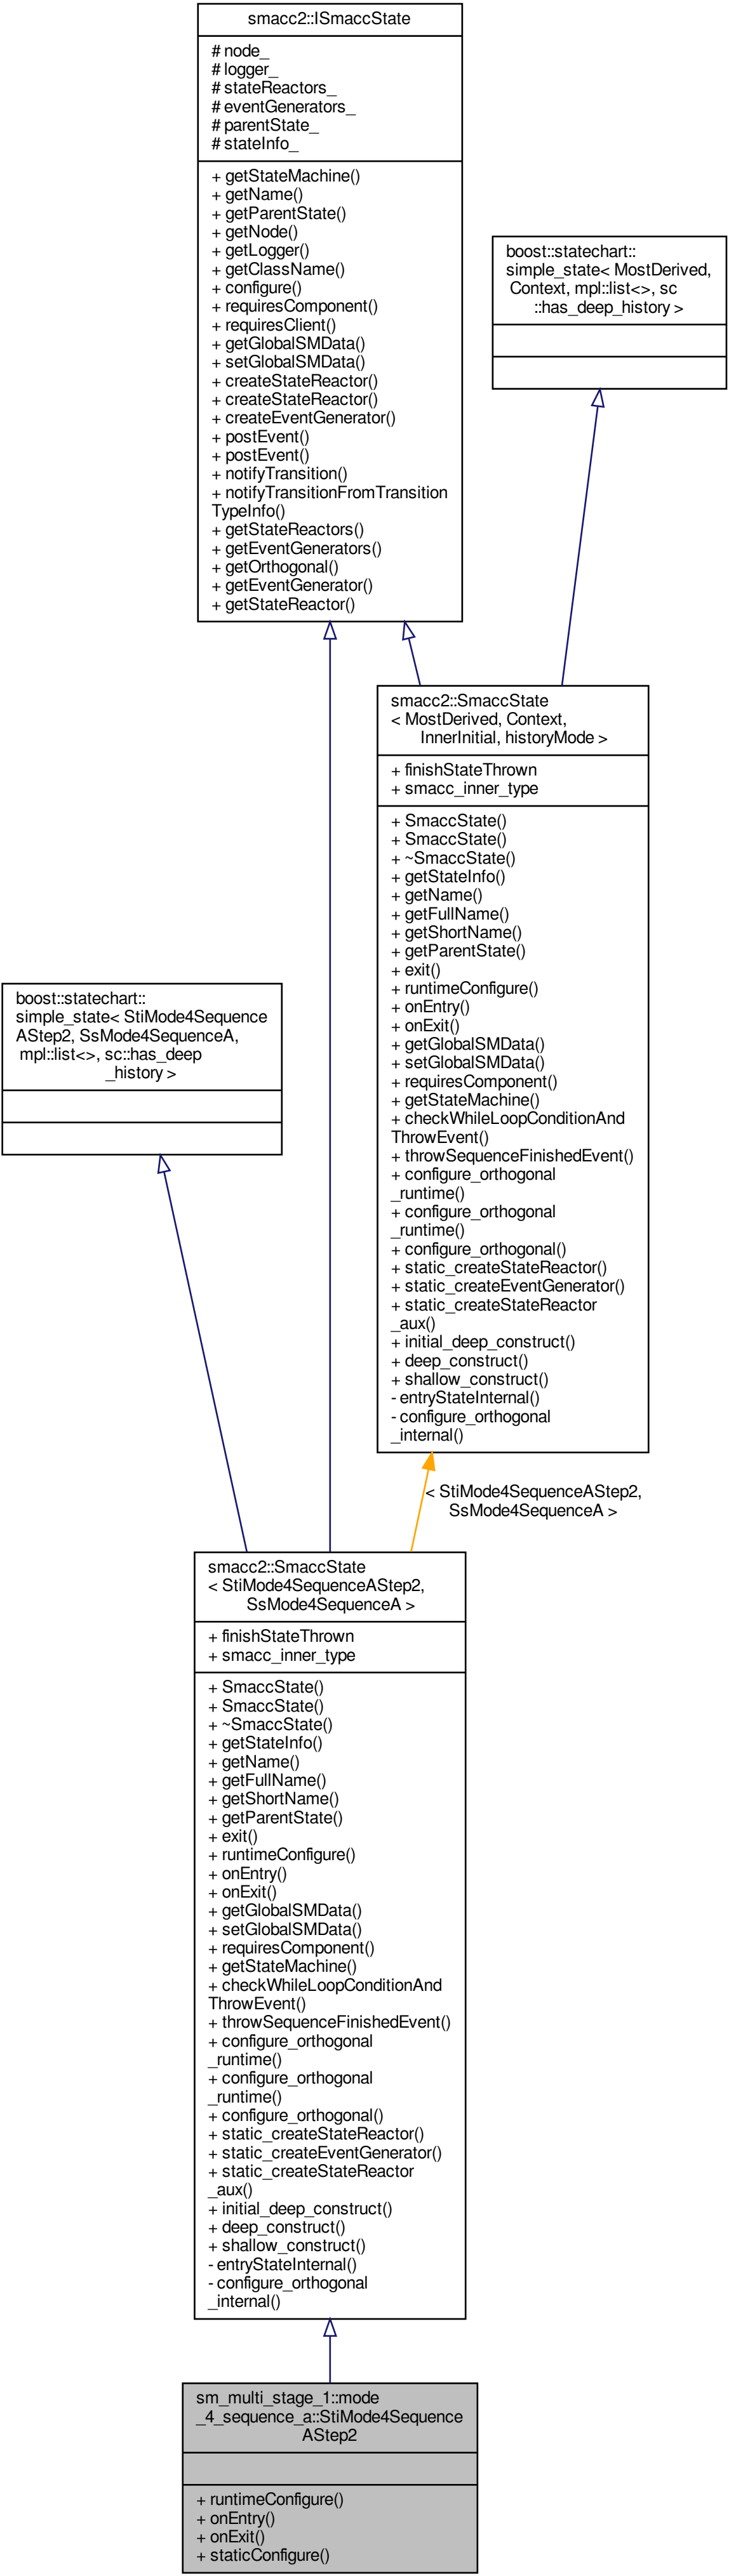 smacc2::ISmaccState
# node_
# logger_
# stateReactors_
# eventGenerators_
# parentState_
# stateInfo_
+ getStateMachine()
+ getName()
+ getParentState()
+ getNode()
+ getLogger()
+ getClassName()
+ configure()
+ requiresComponent()
+ requiresClient()
+ getGlobalSMData()
+ setGlobalSMData()
+ createStateReactor()
+ createStateReactor()
+ createEventGenerator()
+ postEvent()
+ postEvent()
+ notifyTransition()
+ notifyTransitionFromTransition
TypeInfo()
+ getStateReactors()
+ getEventGenerators()
+ getOrthogonal()
+ getEventGenerator()
+ getStateReactor()
boost::statechart::
simple_state< MostDerived,
Context, mpl::list<>, sc
::has_deep_history >
smacc2::SmaccState
< MostDerived, Context,
InnerInitial, historyMode >
+ finishStateThrown
+ smacc_inner_type
+ SmaccState()
+ SmaccState()
+ ~SmaccState()
+ getStateInfo()
+ getName()
+ getFullName()
+ getShortName()
+ getParentState()
+ exit()
+ runtimeConfigure()
+ onEntry()
+ onExit()
+ getGlobalSMData()
+ setGlobalSMData()
+ requiresComponent()
+ getStateMachine()
+ checkWhileLoopConditionAnd
ThrowEvent()
+ throwSequenceFinishedEvent()
+ configure_orthogonal
_runtime()
+ configure_orthogonal
_runtime()
+ configure_orthogonal()
+ static_createStateReactor()
+ static_createEventGenerator()
+ static_createStateReactor
_aux()
+ initial_deep_construct()
+ deep_construct()
+ shallow_construct()
- entryStateInternal()
- configure_orthogonal
_internal()
boost::statechart::
simple_state< StiMode4Sequence
AStep2, SsMode4SequenceA,
mpl::list<>, sc::has_deep
_history >
< StiMode4SequenceAStep2,
SsMode4SequenceA >
smacc2::SmaccState
< StiMode4SequenceAStep2,
SsMode4SequenceA >
+ finishStateThrown
+ smacc_inner_type
+ SmaccState()
+ SmaccState()
+ ~SmaccState()
+ getStateInfo()
+ getName()
+ getFullName()
+ getShortName()
+ getParentState()
+ exit()
+ runtimeConfigure()
+ onEntry()
+ onExit()
+ getGlobalSMData()
+ setGlobalSMData()
+ requiresComponent()
+ getStateMachine()
+ checkWhileLoopConditionAnd
ThrowEvent()
+ throwSequenceFinishedEvent()
+ configure_orthogonal
_runtime()
+ configure_orthogonal
_runtime()
+ configure_orthogonal()
+ static_createStateReactor()
+ static_createEventGenerator()
+ static_createStateReactor
_aux()
+ initial_deep_construct()
+ deep_construct()
+ shallow_construct()
- entryStateInternal()
- configure_orthogonal
_internal()
sm_multi_stage_1::mode
_4_sequence_a::StiMode4Sequence
AStep2
+ runtimeConfigure()
+ onEntry()
+ onExit()
+ staticConfigure()